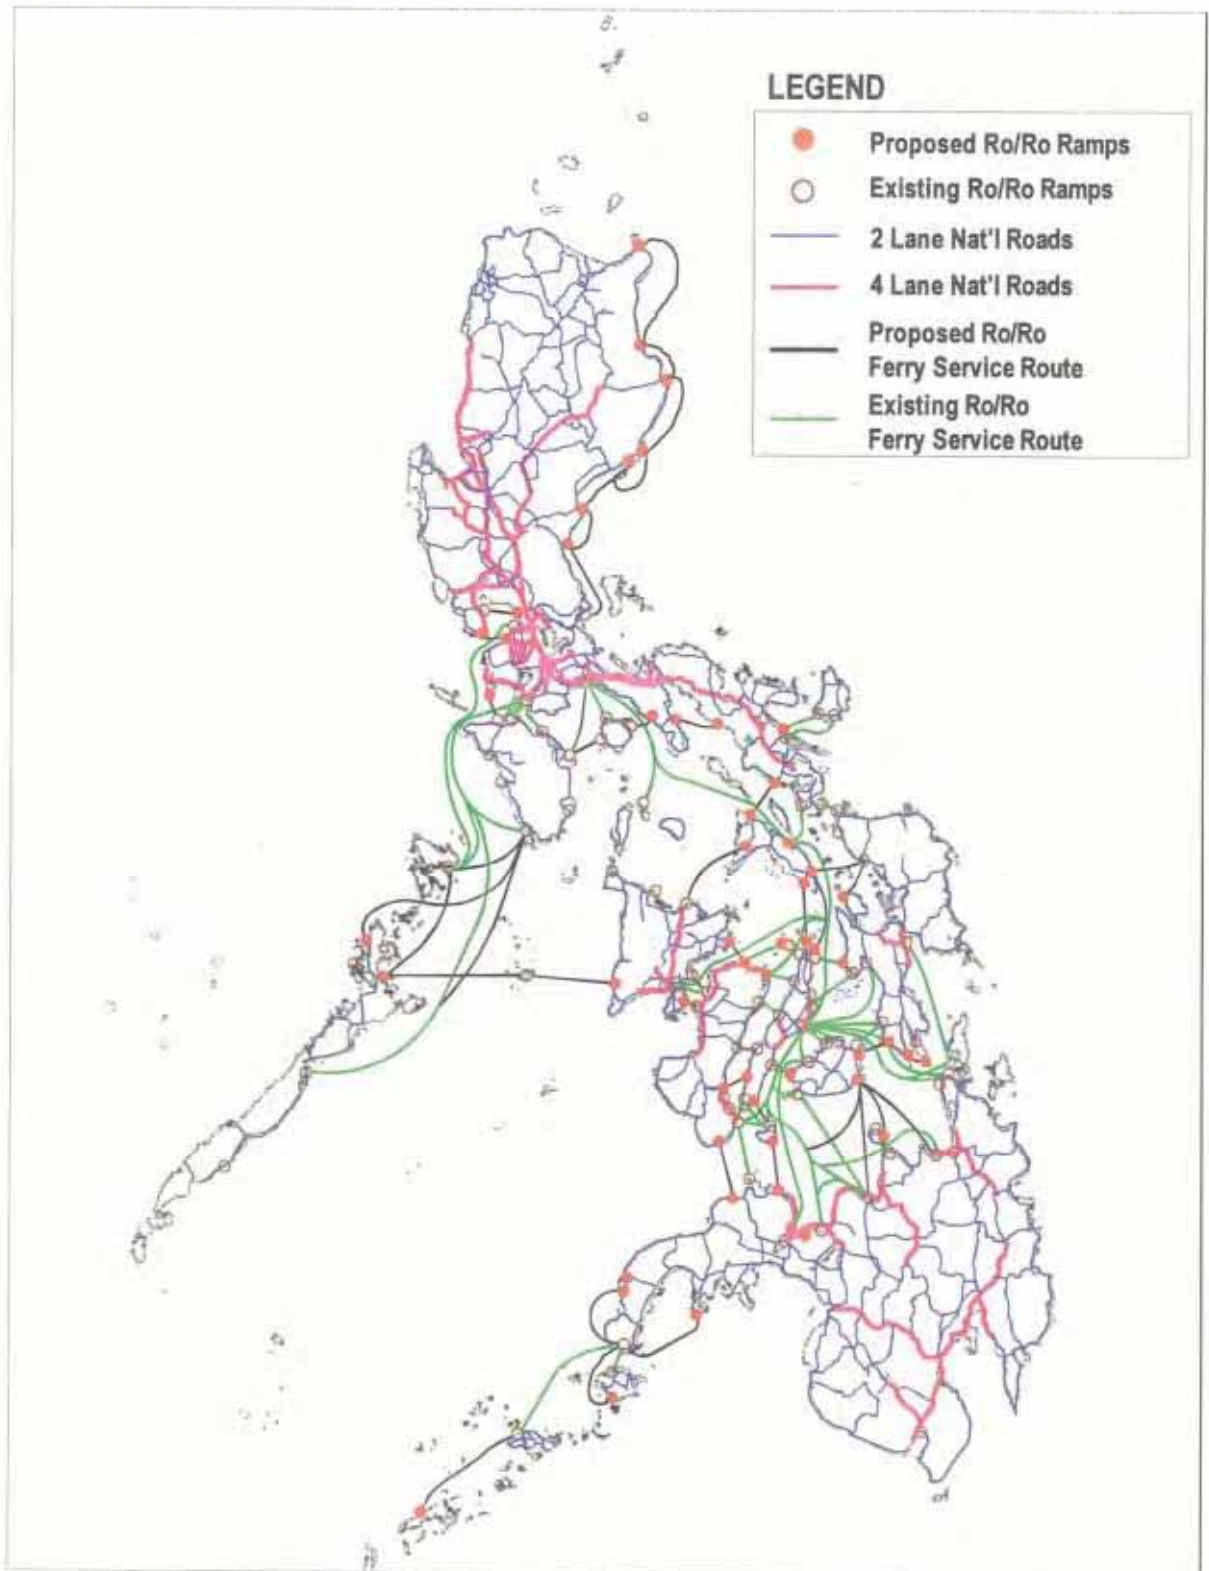 LEGEND
Proposed Ro/Ro Ramps
Existing Ro/Ro Ramps
2 Lane Nat'l Roads
4 Lane Nat'l Roads
Proposed Ro/Ro
Ferry Service Route
Existing Ro/Ro
Ferry Service Route